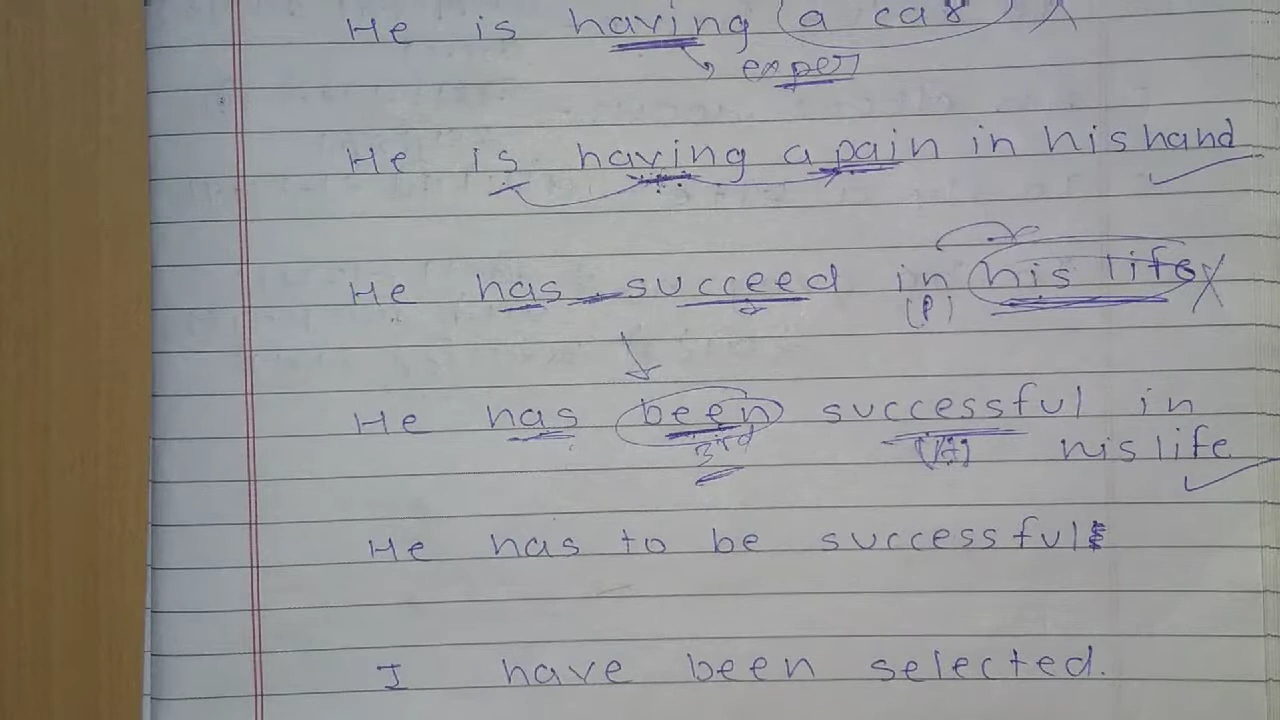 He is having (a car) X
exper
He is having a pain in his hand
He has succeed in his life X
(P)
He has been successful in
3rd
his life
He has to be successful
I have been selected.